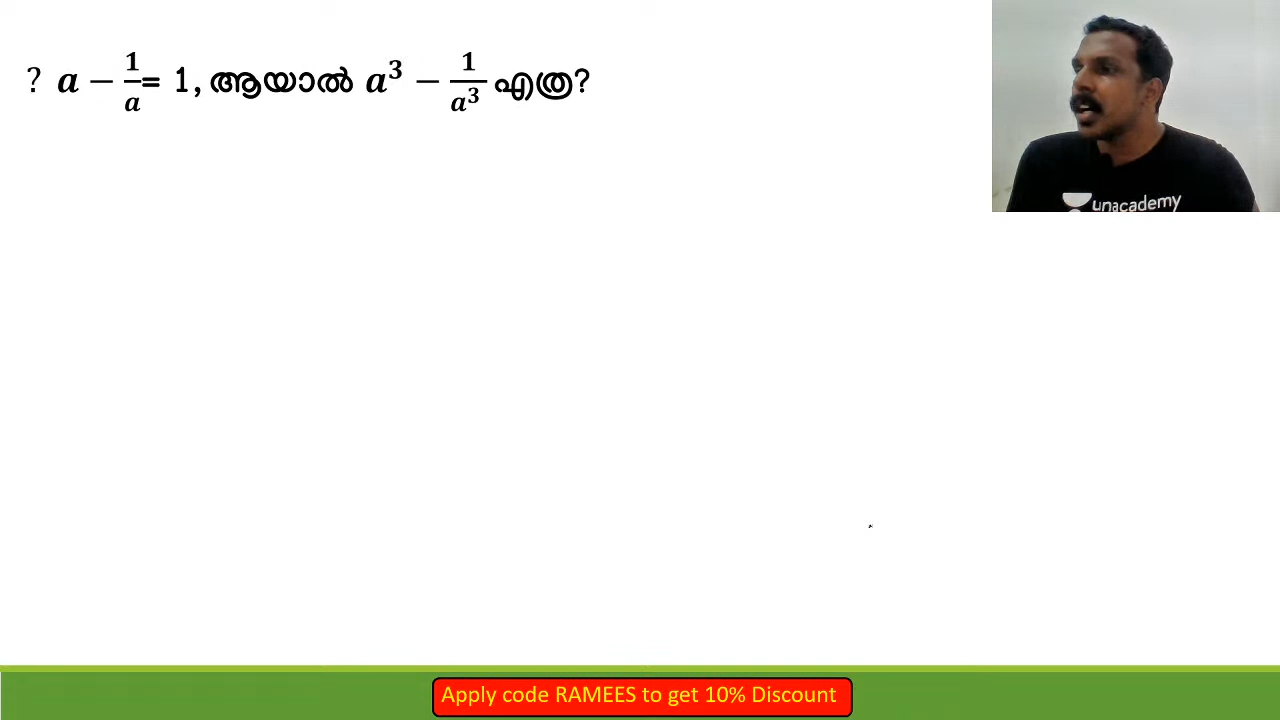 ? a − 1/a = 1, ആയാൽ a³ − 1/a³ എത്ര?
unacademy
Apply code RAMEES to get 10% Discount